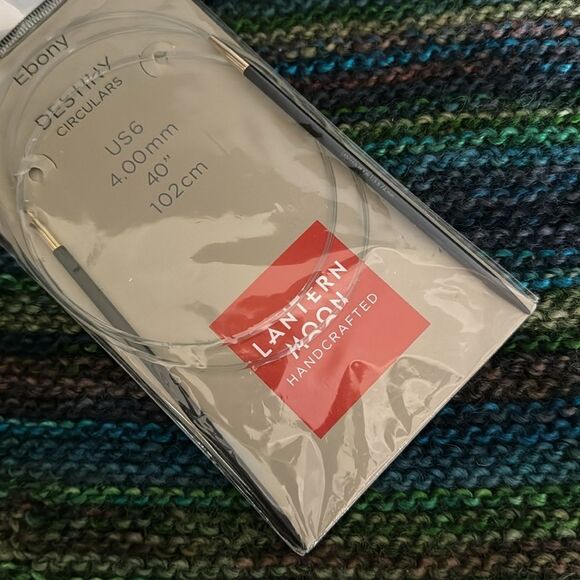 Ebony
DESTINY
CIRCULARS
US6
4.00mm
40"
102cm
LANTERN
MOON
HANDCRAFTED